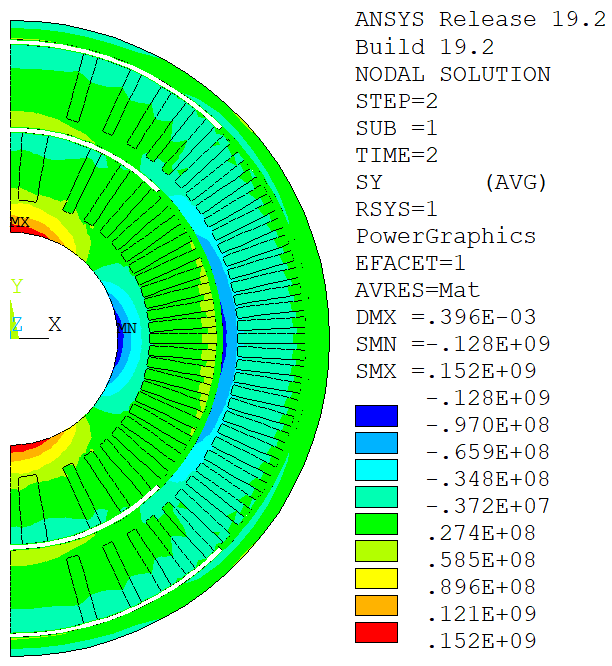 ANSYS Release 19.2
Build 19.2
NODAL SOLUTION
STEP=2
SUB =1
TIME=2
SY (AVG)
RSYS=1
PowerGraphics
EFACET=1
AVRES=Mat
DMX =.396E-03
SMN =-.128E+09
SMX =.152E+09
-.128E+09
-.970E+08
-.659E+08
-.348E+08
-.372E+07
.274E+08
.585E+08
.896E+08
.121E+09
.152E+09
MX
Y
Z X
MN